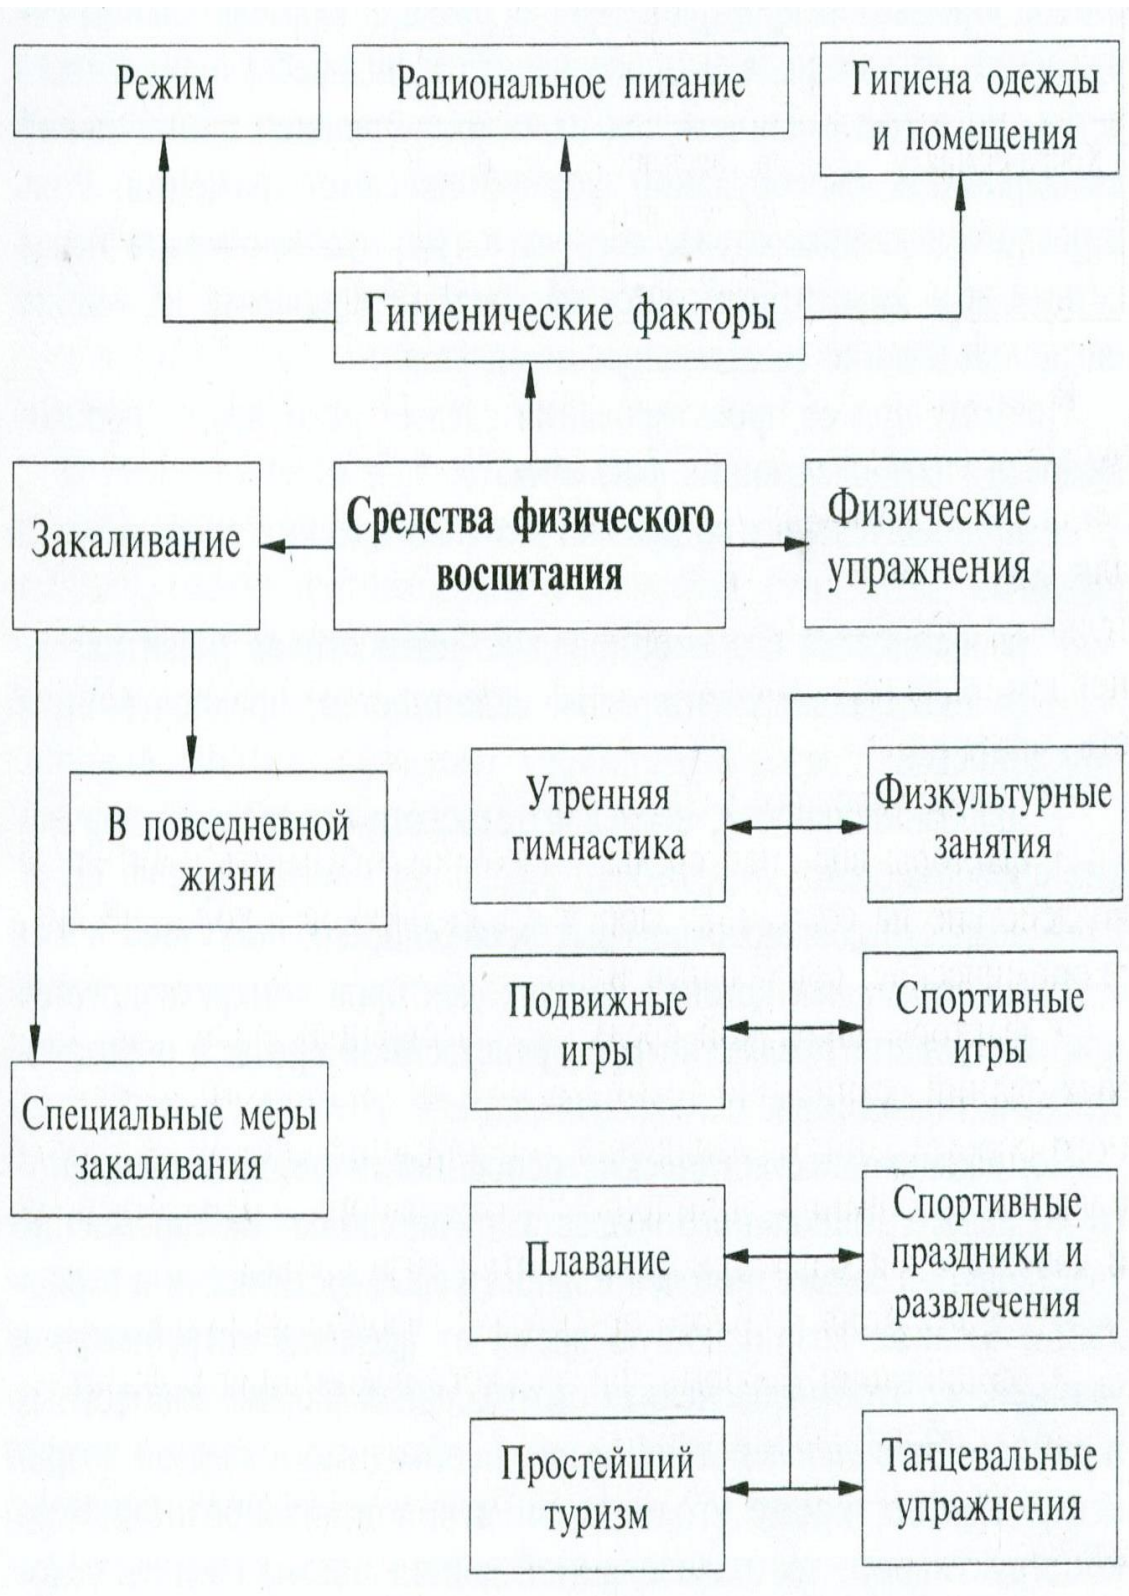 Режим
Рациональное питание
Гигиена одежды
и помещения
Гигиенические факторы
Закаливание
Средства физического
воспитания
Физические
упражнения
В повседневной
жизни
Специальные меры
закаливания
Утренняя
гимнастика
Физкультурные
занятия
Подвижные
игры
Спортивные
игры
Плавание
Спортивные
праздники и
развлечения
Простейший
туризм
Танцевальные
упражнения